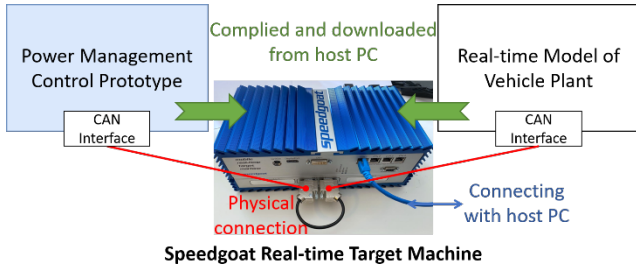 Power Management
Control Prototype
CAN
Interface
Complied and downloaded
from host PC
Real-time Model of
Vehicle Plant
CAN
Interface
speedgoat
Physical
connection
Connecting
with host PC
Speedgoat Real-time Target Machine